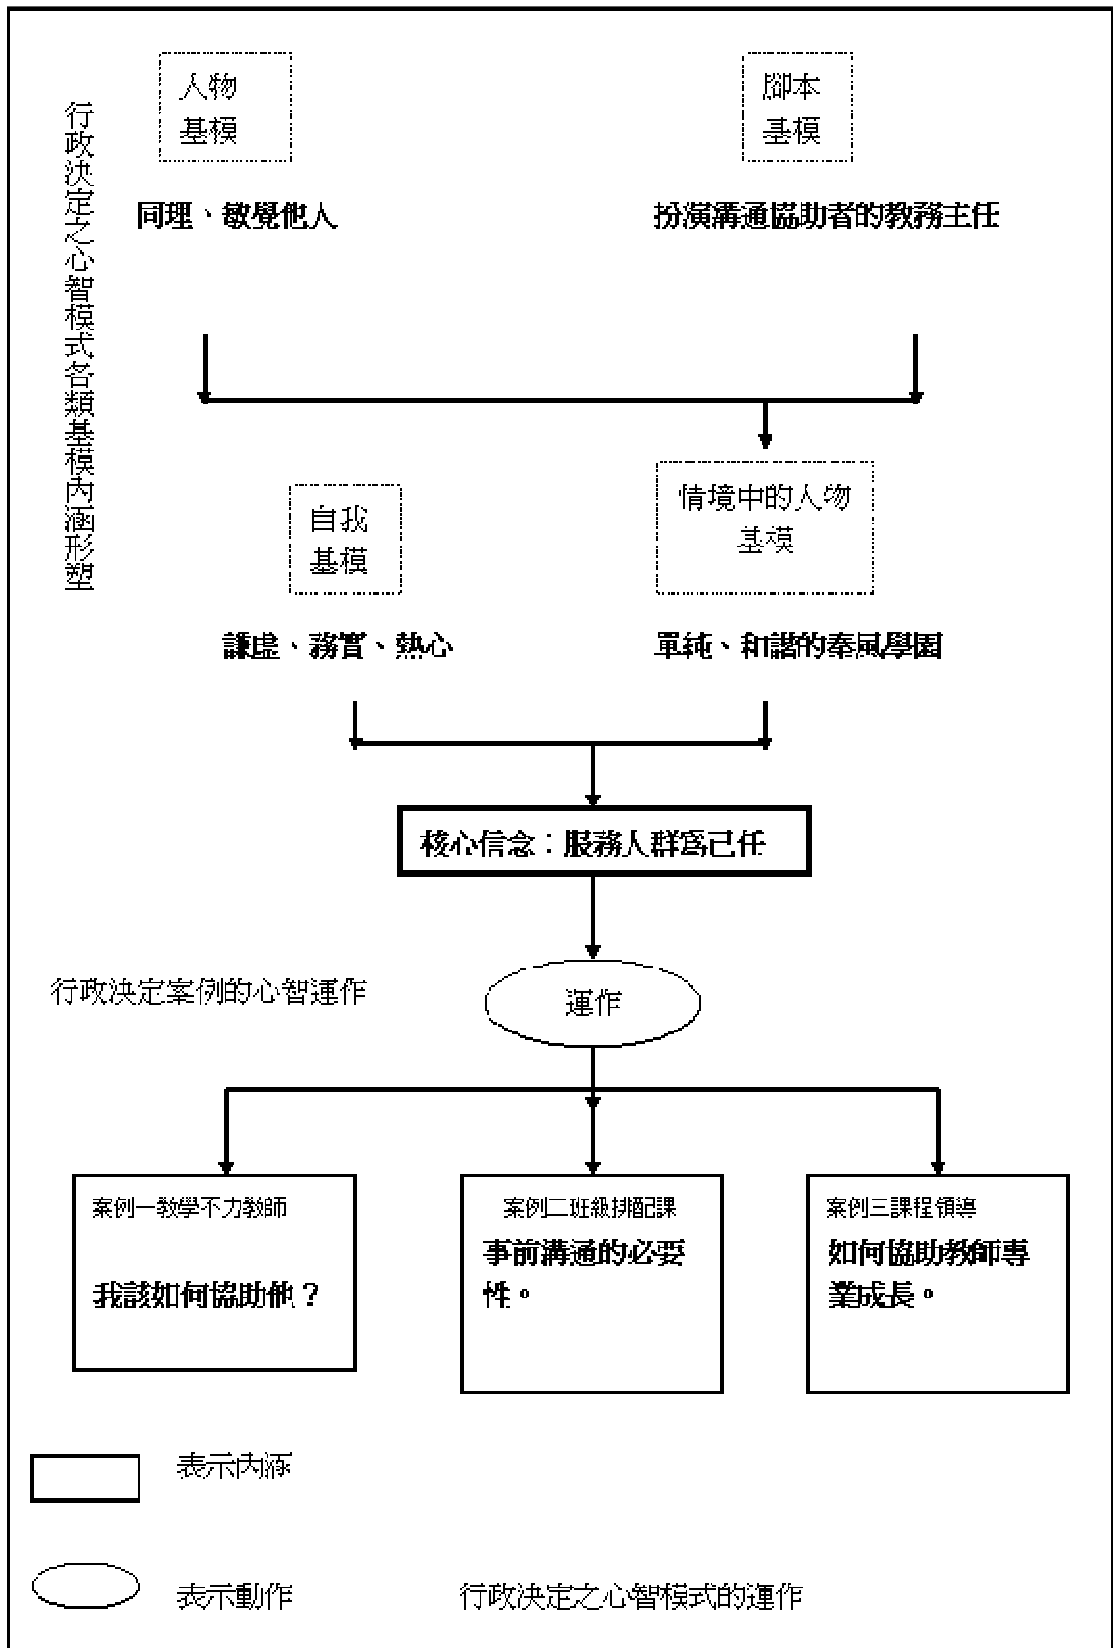 行政決定之心智模式各類基模內涵形塑
人物
基模
腳本
基模
同理、敏覺他人
扮演溝通協助者的教務主任
自我
基模
情境中的人物
基模
謙虛、務實、熱心
單純、和諧的秦風學園
核心信念：服務人群為己任
行政決定案例的心智運作
運作
案例一教學不力教師
我該如何協助他？
案例二班級排配課
事前溝通的必要
性。
案例三課程領導
如何協助教師專
業成長。
表示內涵
表示動作
行政決定之心智模式的運作